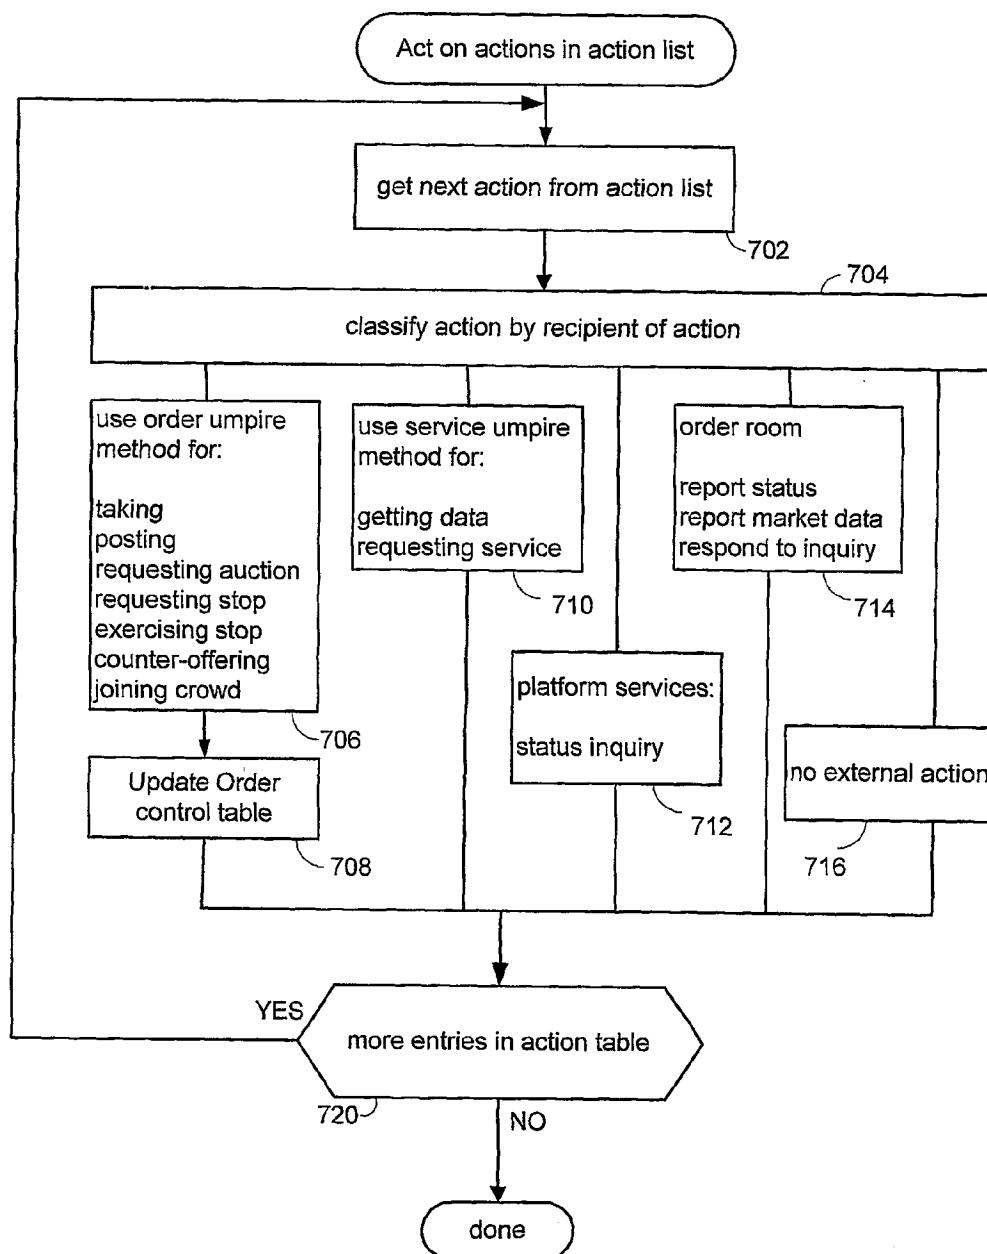 Act on actions in action list
get next action from action list
702
704
classify action by recipient of action
use order umpire
method for:
taking
posting
requesting auction
requesting stop
exercising stop
counter-offering
joining crowd
706
Update Order
control table
708
use service umpire
method for:
getting data
requesting service
710
platform services:
status inquiry
712
order room
report status
report market data
respond to inquiry
714
no external action
716
YES
more entries in action table
720
NO
done